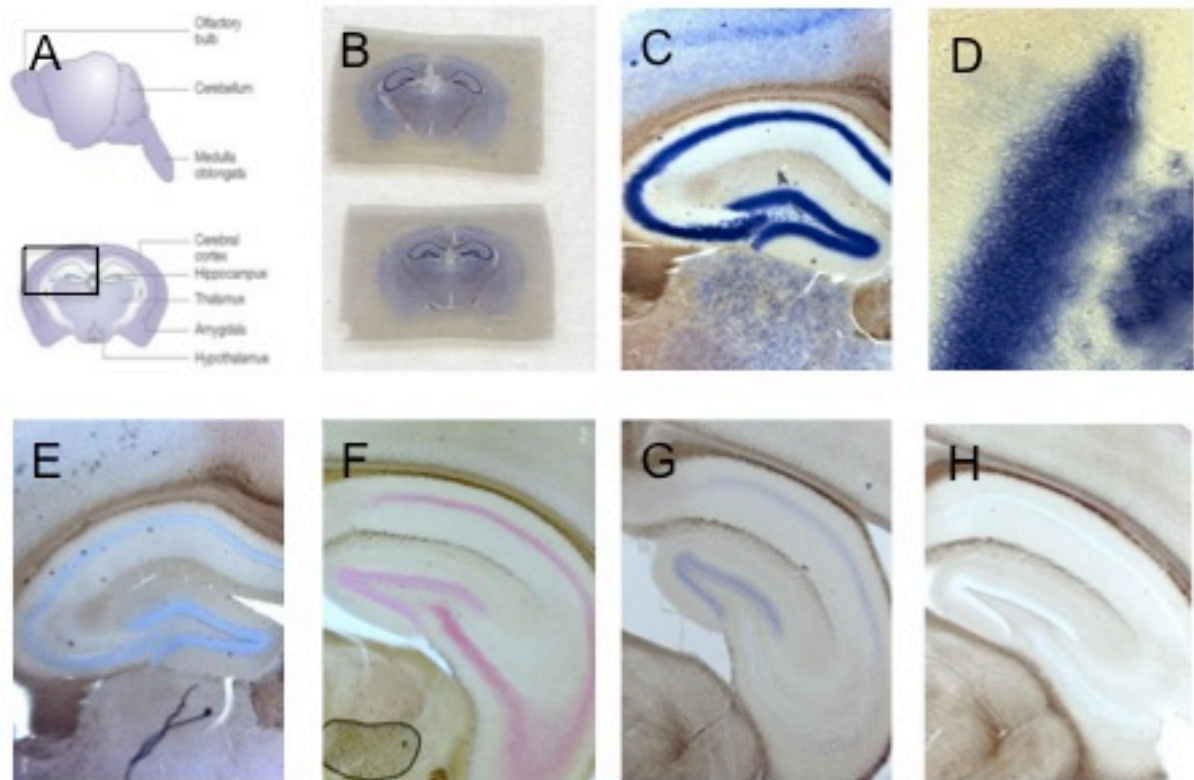 A
Olfactory
bulb
Cerebellum
Medulla
oblongata
Cerebral
cortex
Hippocampus
Thalamus
Amygdala
Hypothalamus
B
C
D
E
F
G
H